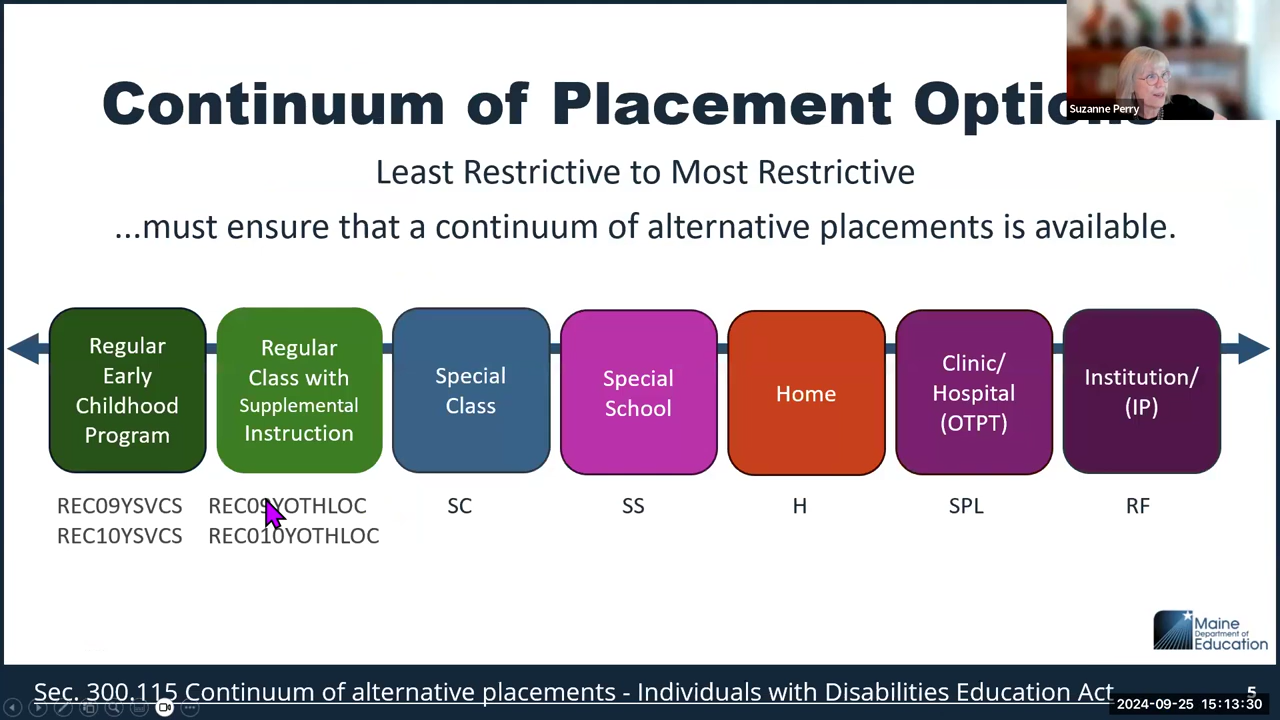 Continuum of Placement Options
Suzanne Perry
Least Restrictive to Most Restrictive
...must ensure that a continuum of alternative placements is available.
Regular
Early
Childhood
Program
Regular
Class with
Supplemental
Instruction
Special
Class
Special
School
Home
Clinic/
Hospital
(OTPT)
Institution/
(IP)
REC09YSVCS
REC10YSVCS
REC09YOTHLOC
REC010YOTHLOC
SC
SS
H
SPL
RF
Maine
Department of
Education
Sec. 300.115 Continuum of alternative placements - Individuals with Disabilities Education Act
5
2024-09-25 15:13:30